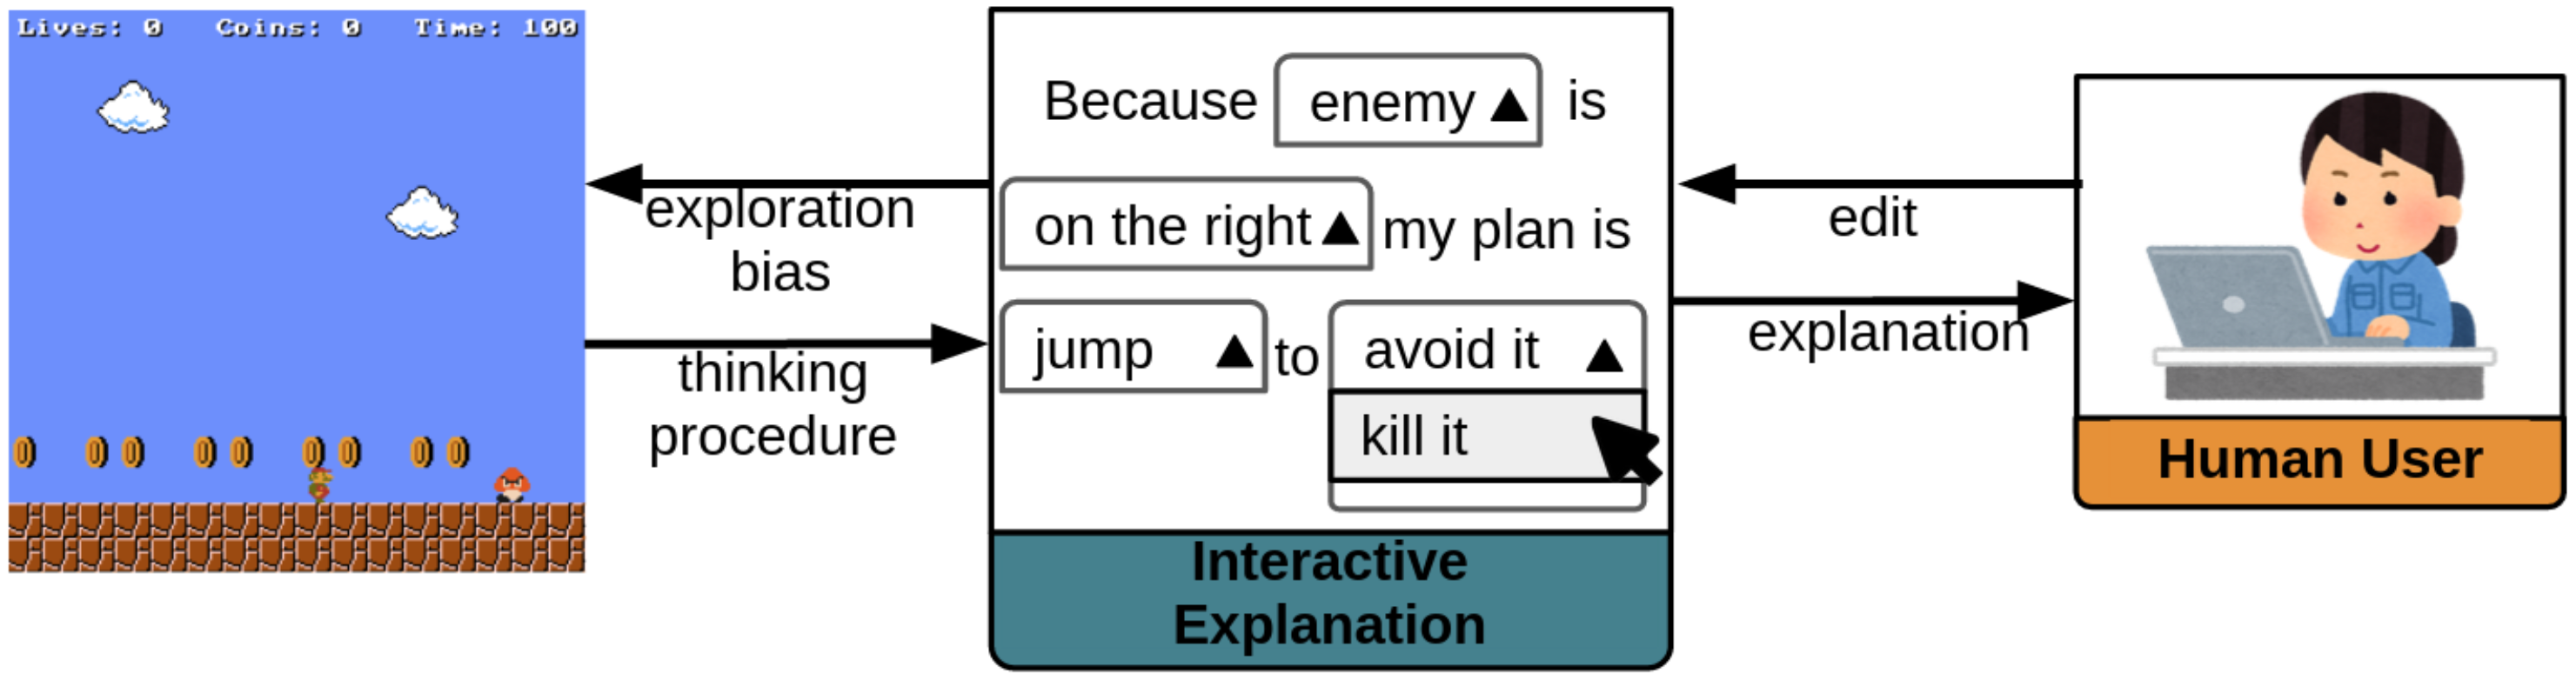 Lives: 0 Coins: 0 Time: 100
exploration
bias
thinking
procedure
Because enemy ▲ is
on the right ▲ my plan is
jump ▲ to avoid it ▲
kill it
Interactive
Explanation
edit
explanation
Human User